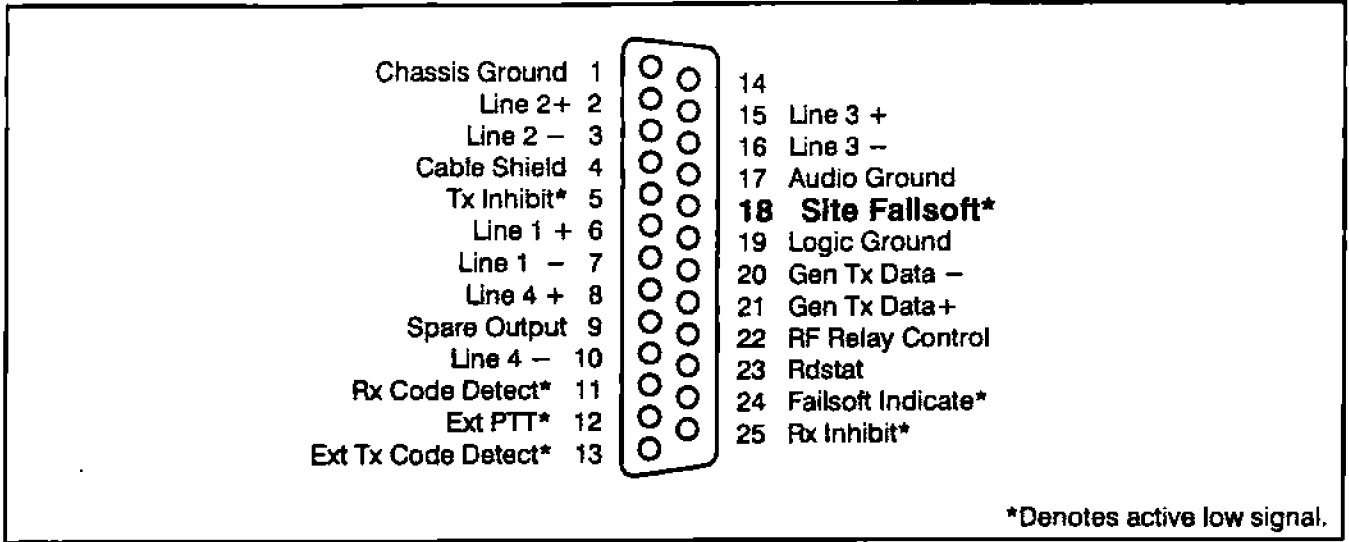 Chassis Ground 1
Line 2+ 2
Line 2 − 3
Cable Shield 4
Tx Inhibit* 5
Line 1 + 6
Line 1 − 7
Line 4 + 8
Spare Output 9
Line 4 − 10
Rx Code Detect* 11
Ext PTT* 12
Ext Tx Code Detect* 13
14
15 Line 3 +
16 Line 3 −
17 Audio Ground
18 Site Failsoft*
19 Logic Ground
20 Gen Tx Data −
21 Gen Tx Data+
22 RF Relay Control
23 Rdstat
24 Failsoft Indicate*
25 Rx Inhibit*
*Denotes active low signal.